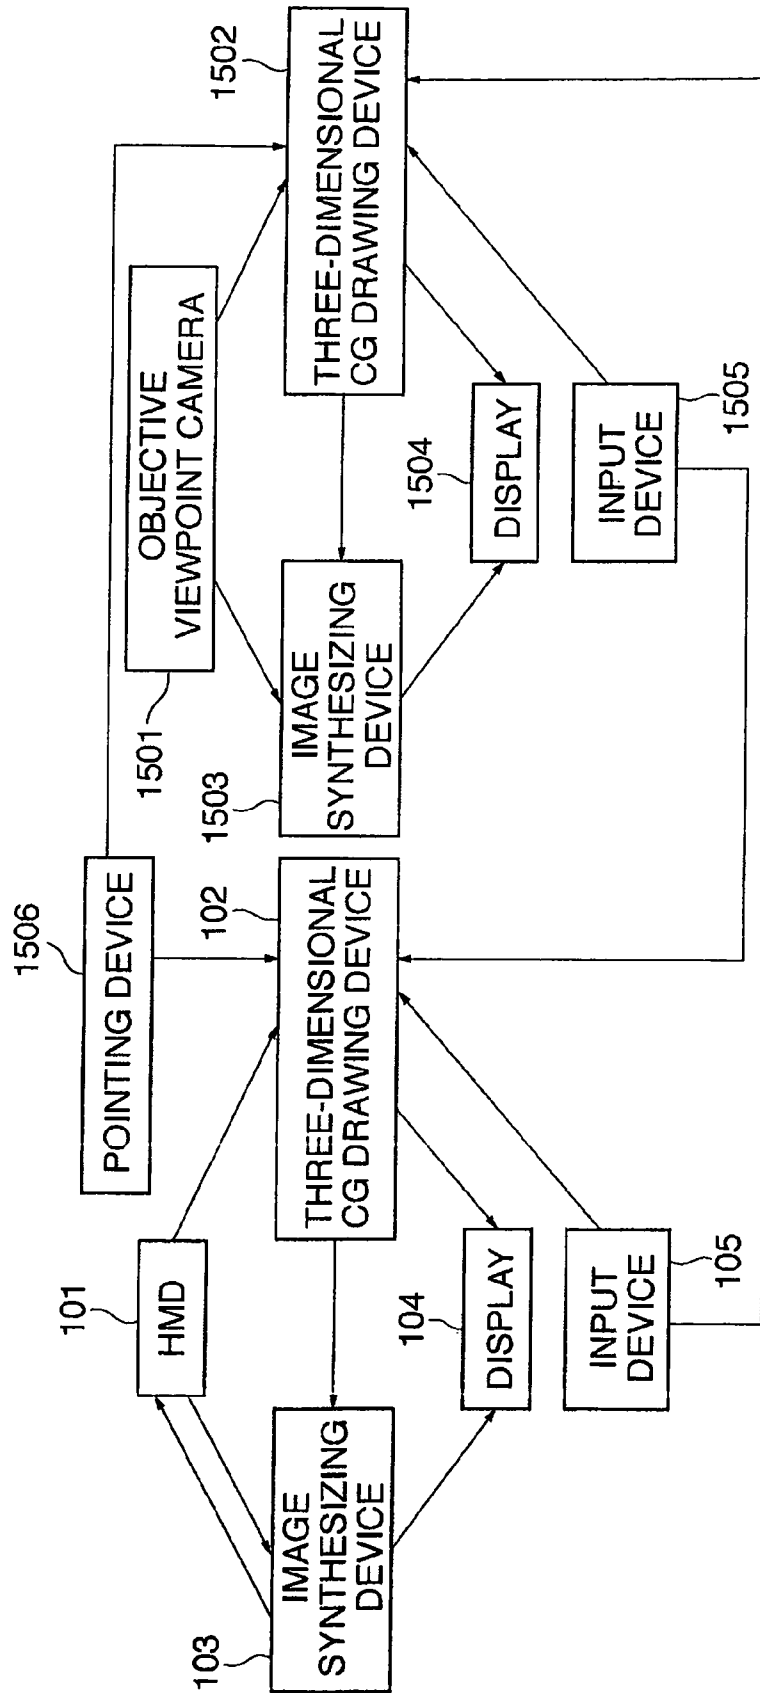 1506
POINTING DEVICE
101
HMD
102
THREE-DIMENSIONAL
CG DRAWING DEVICE
103
IMAGE
SYNTHESIZING
DEVICE
104
DISPLAY
INPUT
DEVICE
105
1501
OBJECTIVE
VIEWPOINT CAMERA
1502
THREE-DIMENSIONAL
CG DRAWING DEVICE
1503
IMAGE
SYNTHESIZING
DEVICE
1504
DISPLAY
INPUT
DEVICE
1505